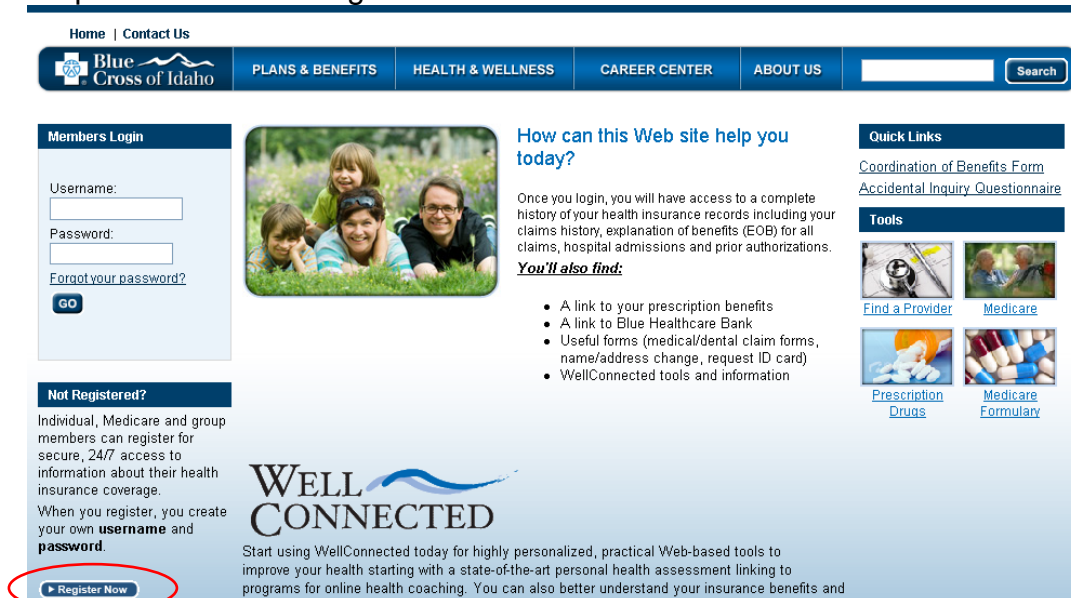 Home | Contact Us
Blue
Cross of Idaho
PLANS & BENEFITS
HEALTH & WELLNESS
CAREER CENTER
ABOUT US
Search
Members Login
Username:
Password:
Forgot your password?
GO
Not Registered?
Individual, Medicare and group
members can register for
secure, 24/7 access to
information about their health
insurance coverage.
When you register, you create
your own username and
password.
Register Now
How can this Web site help you
today?
Once you login, you will have access to a complete
history of your health insurance records including your
claims history, explanation of benefits (EOB) for all
claims, hospital admissions and prior authorizations.
You'll also find:
• A link to your prescription benefits
• A link to Blue Healthcare Bank
• Useful forms (medical/dental claim forms,
name/address change, request ID card)
• WellConnected tools and information
WELL
CONNECTED
Start using WellConnected today for highly personalized, practical Web-based tools to
improve your health starting with a state-of-the-art personal health assessment linking to
programs for online health coaching. You can also better understand your insurance benefits and
Quick Links
Coordination of Benefits Form
Accidental Inquiry Questionnaire
Tools
Find a Provider
Medicare
Prescription
Drugs
Medicare
Formulary